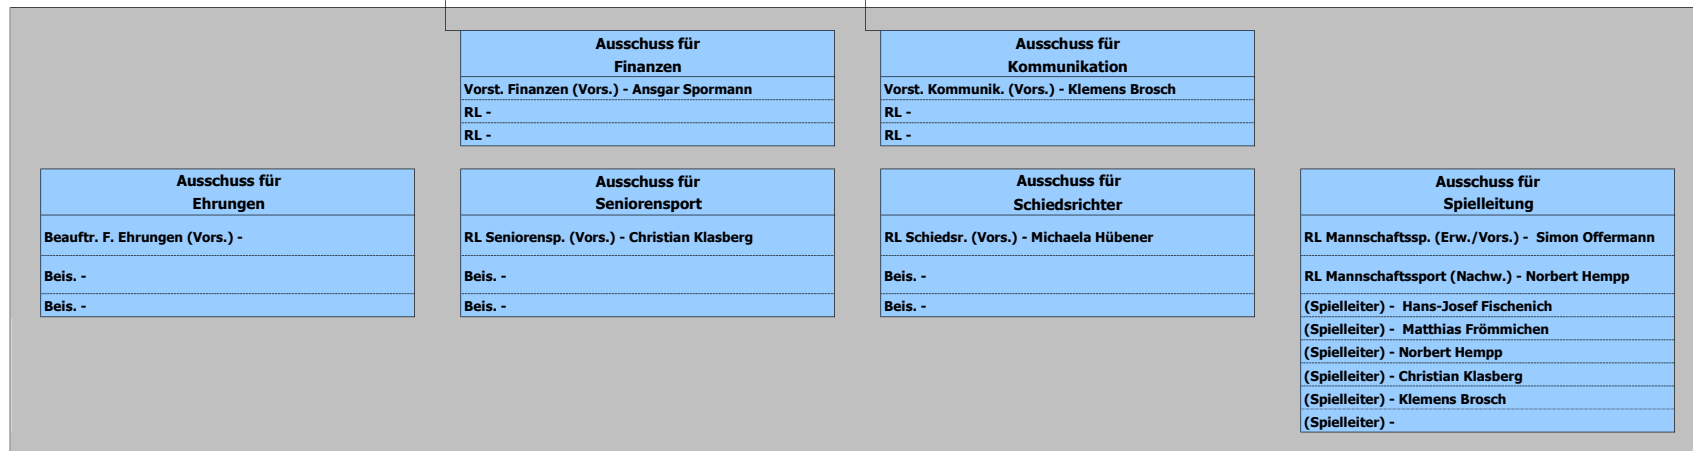 Ausschuss für
Finanzen
Vorst. Finanzen (Vors.) - Ansgar Spormann
RL -
RL -
Ausschuss für
Kommunikation
Vorst. Kommunik. (Vors.) - Klemens Brosch
RL -
RL -
Ausschuss für
Ehrungen
Beauftr. F. Ehrungen (Vors.) -
Beis. -
Beis. -
Ausschuss für
Seniorensport
RL Seniorensp. (Vors.) - Christian Klasberg
Beis. -
Beis. -
Ausschuss für
Schiedsrichter
RL Schiedsr. (Vors.) - Michaela Hübener
Beis. -
Beis. -
Ausschuss für
Spielleitung
RL Mannschaftssp. (Erw./Vors.) - Simon Offermann
RL Mannschaftssport (Nachw.) - Norbert Hempp
(Spielleiter) - Hans-Josef Fischenich
(Spielleiter) - Matthias Frömmichen
(Spielleiter) - Norbert Hempp
(Spielleiter) - Christian Klasberg
(Spielleiter) - Klemens Brosch
(Spielleiter) -